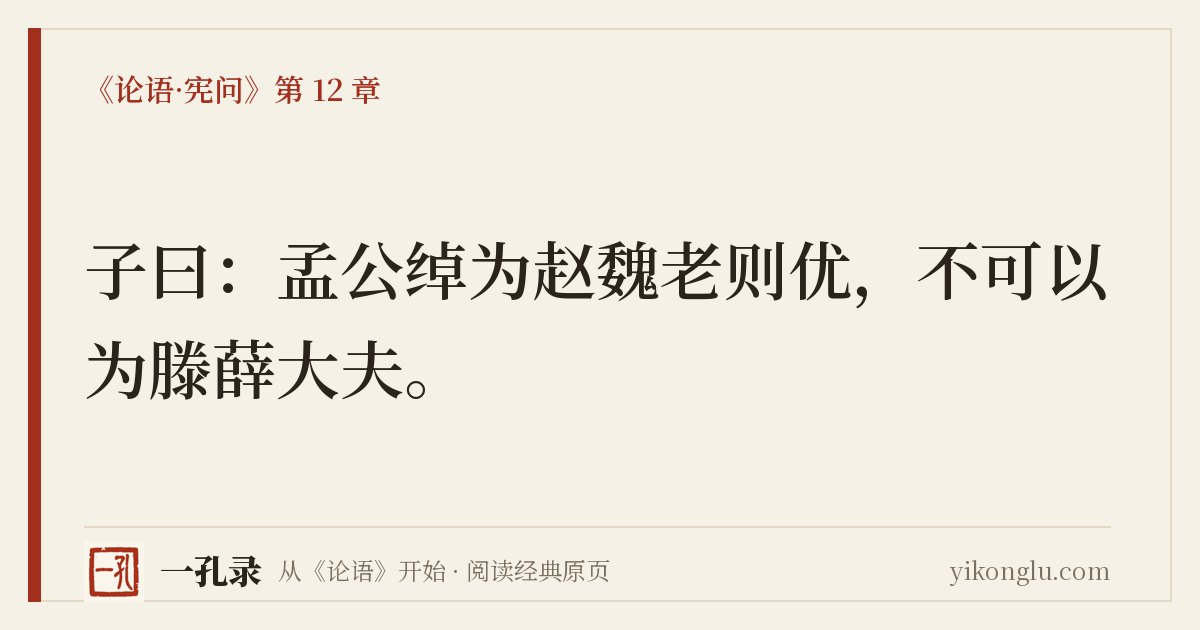 《论语·宪问》第 12 章
子曰：孟公绰为赵魏老则优，不可以
为滕薛大夫。
一孔
一孔录 从《论语》开始 · 阅读经典原页 yikonglu.com